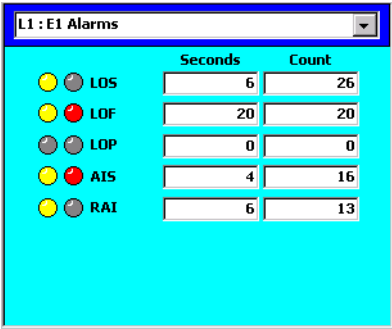 L1 : E1 Alarms
Seconds Count
LOS 6 26
LOF 20 20
LOP 0 0
AIS 4 16
RAI 6 13